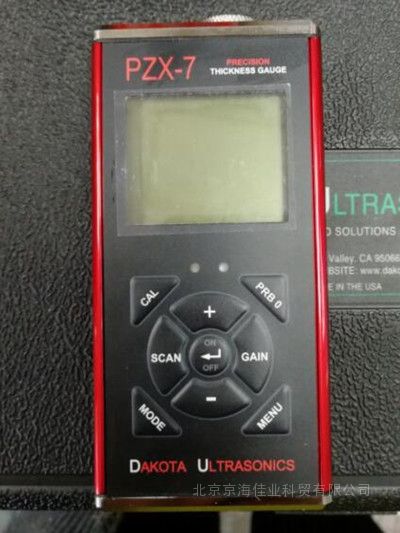 PZX-7
PRECISION
THICKNESS GAUGE
ULTRAS
D SOLUTIONS
Valley. CA 95066
EBSITE: www.dako
E IN THE USA
CAL
PRB 0
+
SCAN
ON
OFF
GAIN
-
MODE
MENU
DAKOTA ULTRASONICS
北京京海佳业科贸有限公司